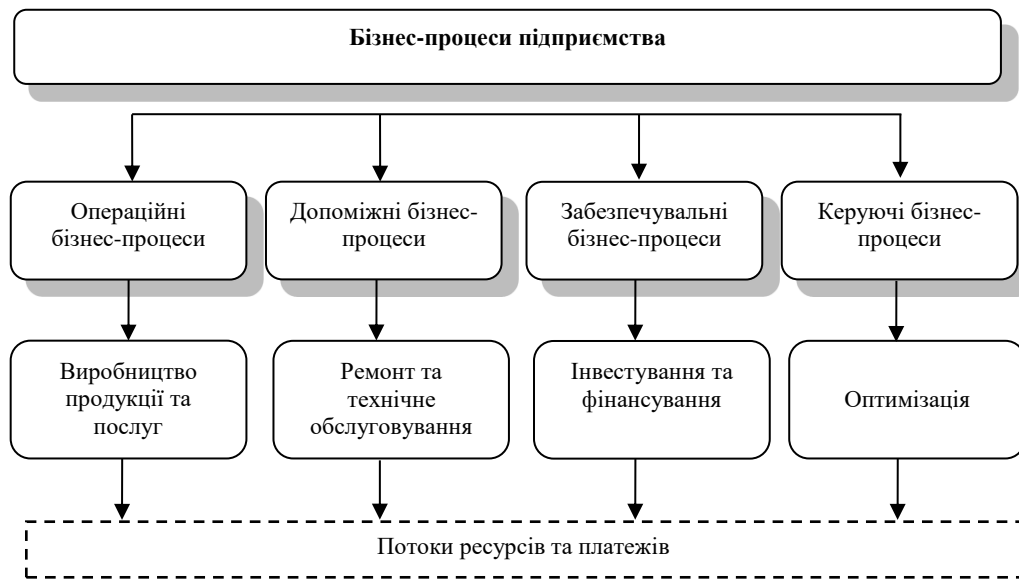 Бізнес-процеси підприємства
Операційні
бізнес-процеси
Допоміжні бізнес-
процеси
Забезпечувальні
бізнес-процеси
Керуючі бізнес-
процеси
Виробництво
продукції та
послуг
Ремонт та
технічне
обслуговування
Інвестування та
фінансування
Оптимізація
Потоки ресурсів та платежів